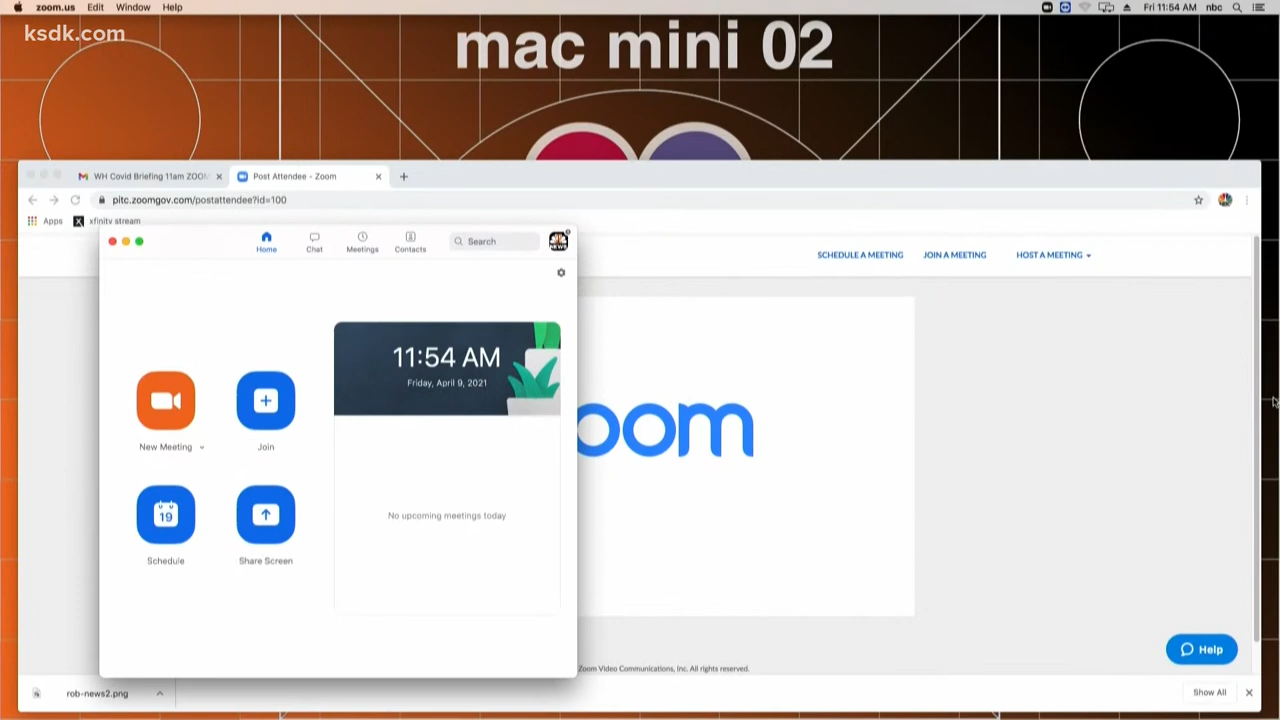 zoom.us Edit Window Help
Fri 11:54 AM nbc
ksdk.com
mac mini 02
WH Covid Briefing 11am ZOOM
Post Attendee - Zoom
pitc.zoomgov.com/postattendee?id=100
Apps X xfinity stream
Home Chat Meetings Contacts Search NEWS
SCHEDULE A MEETING JOIN A MEETING HOST A MEETING
11:54 AM
Friday, April 9, 2021
oom
New Meeting Join
No upcoming meetings today
19
Schedule Share Screen
Help
Zoom Video Communications, Inc. All rights reserved.
rob-news2.png Show All